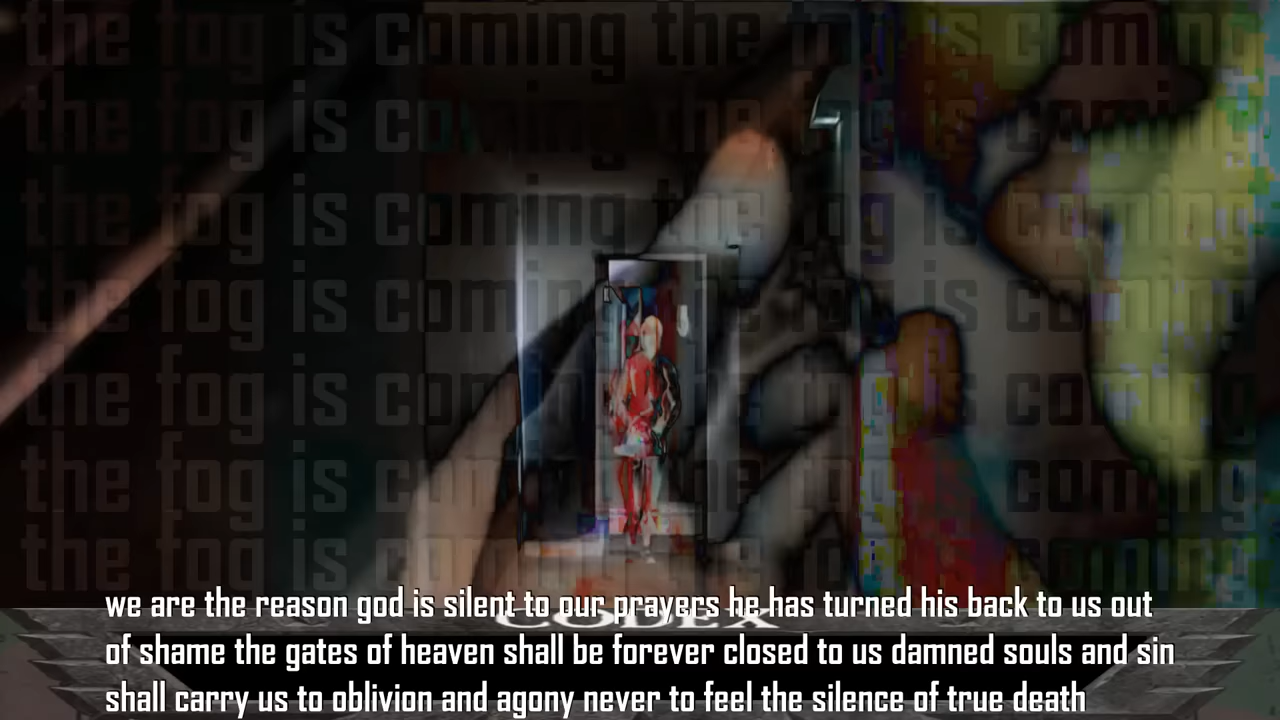 the fog is coming the fog is coming
the fog is coming the fog is coming
the fog is coming the fog is coming
the fog is coming the fog is coming
the fog is coming the fog is coming
the fog is coming the fog is coming
the fog is coming the fog is coming
we are the reason god is silent to our prayers he has turned his back to us out
CODEX
of shame the gates of heaven shall be forever closed to us damned souls and sin
shall carry us to oblivion and agony never to feel the silence of true death